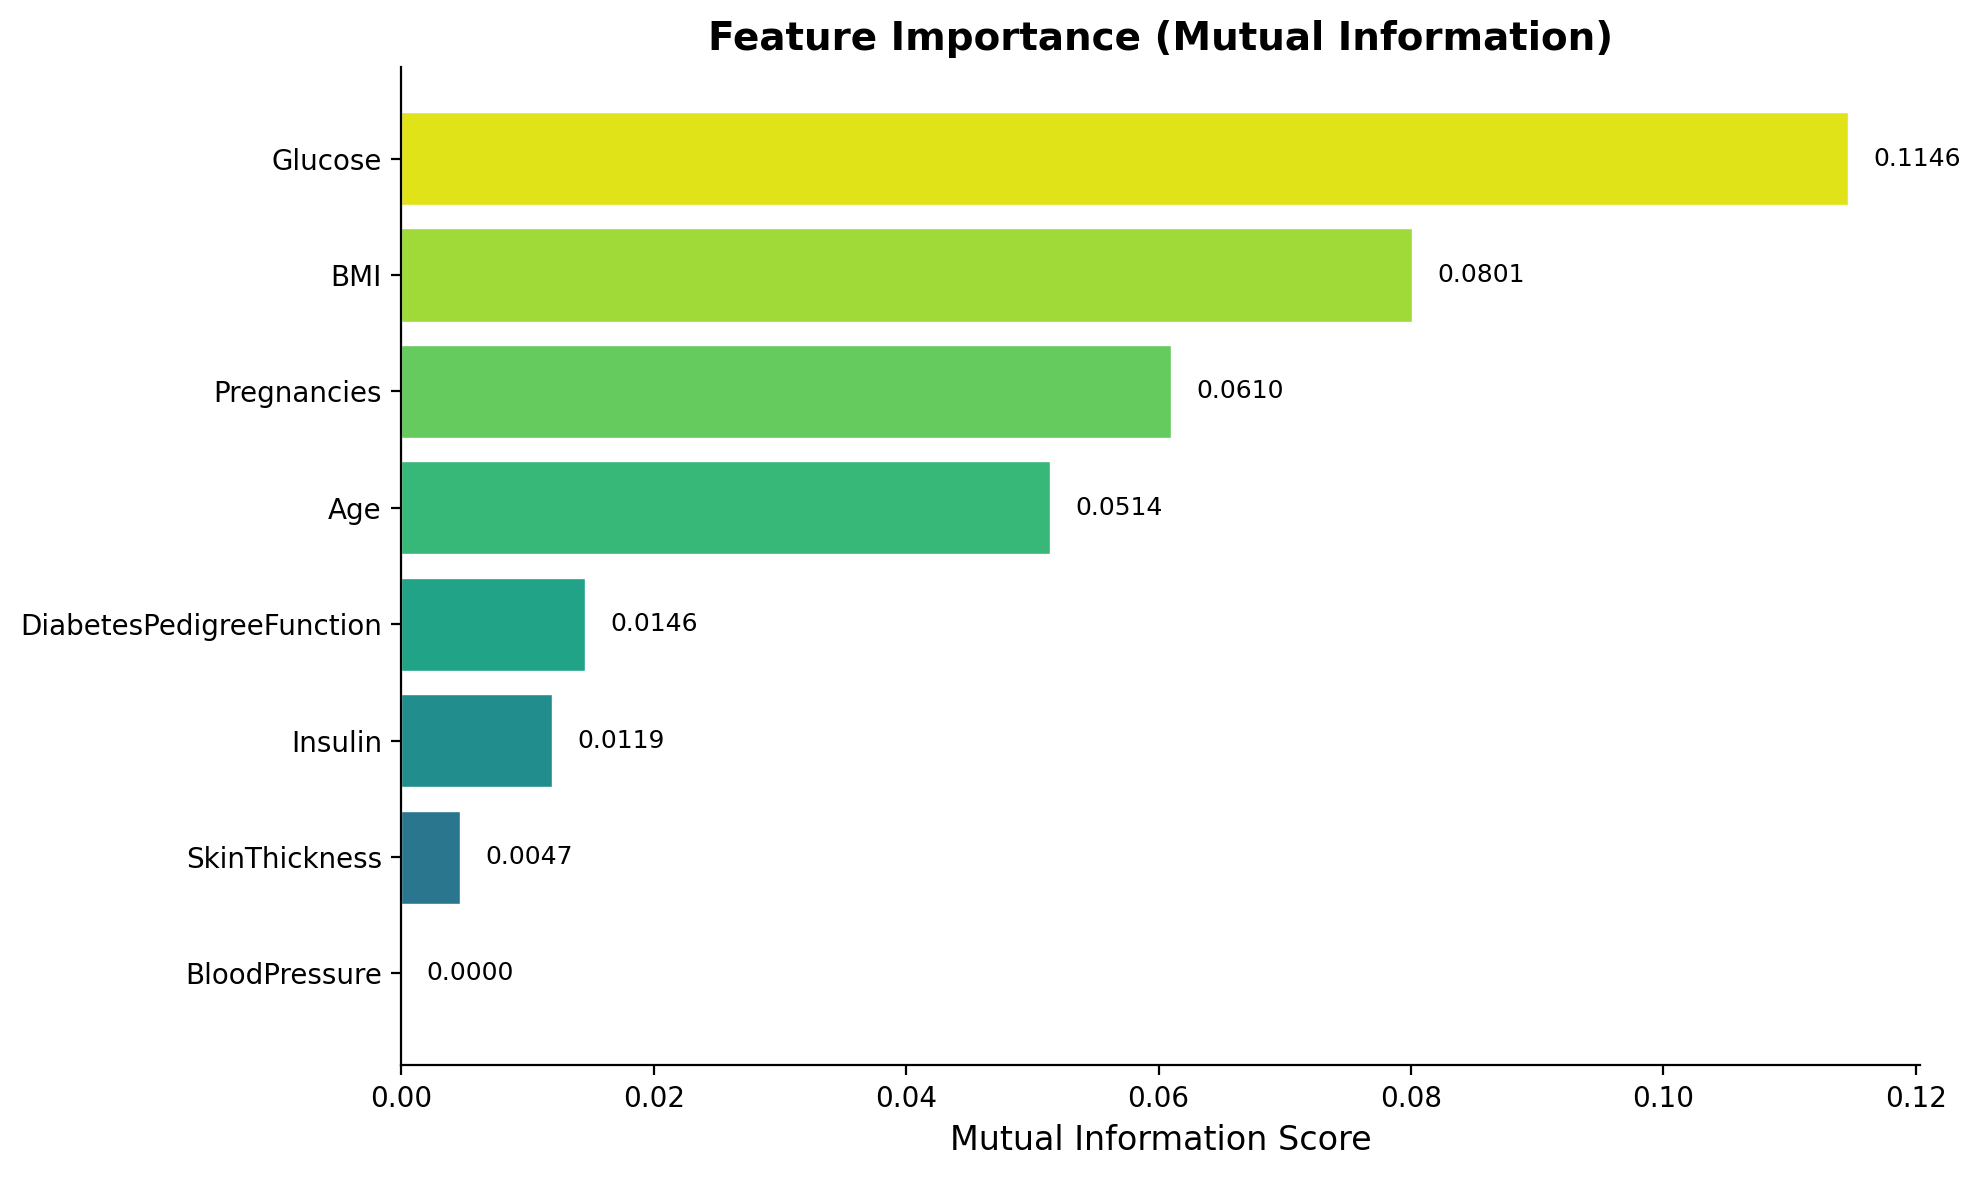 Feature Importance (Mutual Information)
Glucose 0.1146
BMI 0.0801
Pregnancies 0.0610
Age 0.0514
DiabetesPedigreeFunction 0.0146
Insulin 0.0119
SkinThickness 0.0047
BloodPressure 0.0000
0.00 0.02 0.04 0.06 0.08 0.10 0.12
Mutual Information Score